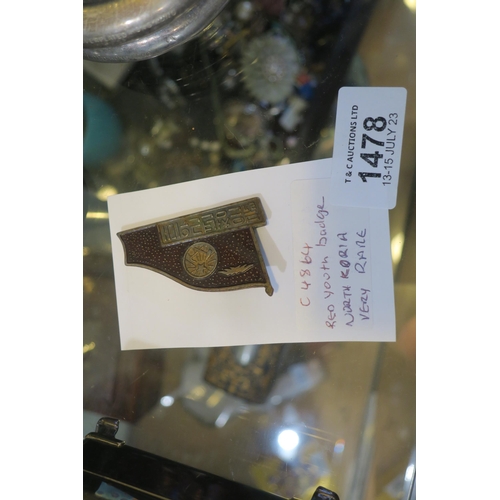 T & C AUCTIONS LTD
1478
13-15 JULY 23
C 4864
RED youth badge
NORTH KORIA
VERY RARE